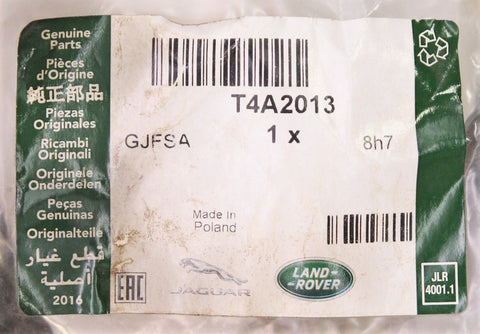 Genuine
Parts
Pièces
d'Origine
純正部品
Piezas
Originales
Ricambi
Originali
Originele
Onderdelen
Peças
Genuinas
Originalteile
قطع غيار
أصلية
2016
T4A2013
1 x
GJFSA
8h7
Made in
Poland
EAC
JAGUAR
LAND-
-ROVER
JLR
4001.1